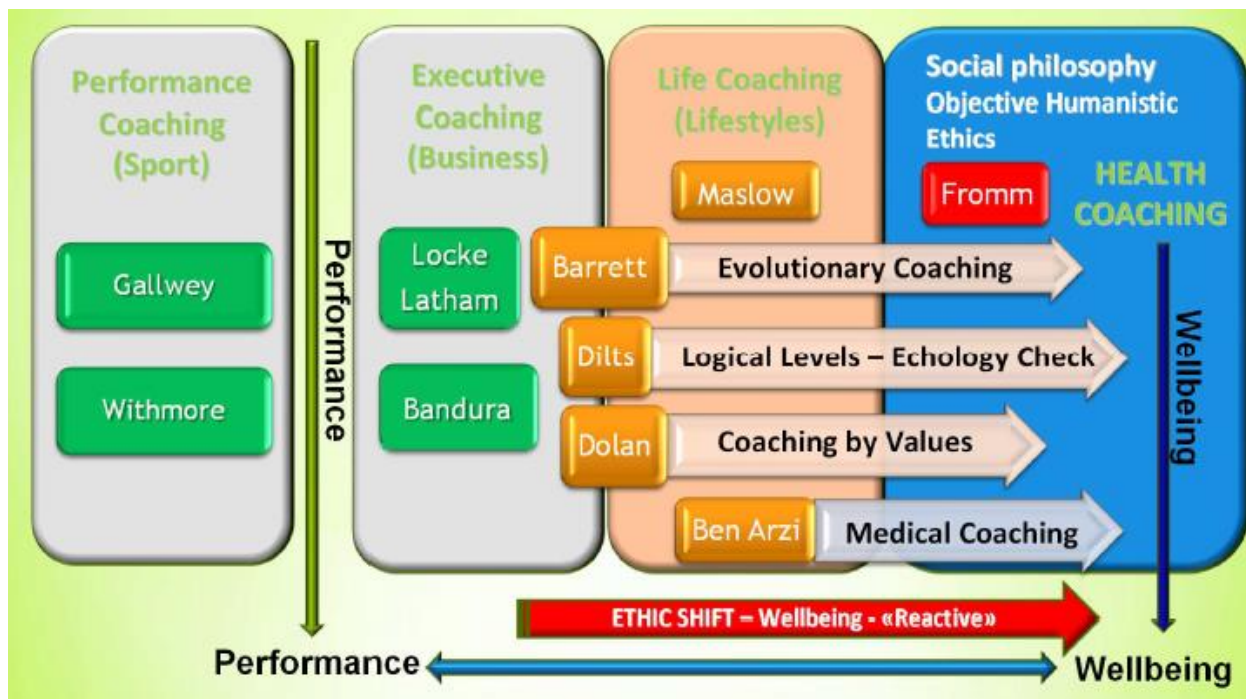 Performance
Coaching
(Sport)
Gallwey
Withmore
Performance
Executive
Coaching
(Business)
Locke
Latham
Bandura
Life Coaching
(Lifestyles)
Maslow
Barrett
Evolutionary Coaching
Dilts
Logical Levels – Echology Check
Dolan
Coaching by Values
Ben Arzi
Medical Coaching
Social philosophy
Objective Humanistic
Ethics
Fromm
HEALTH
COACHING
Wellbeing
ETHIC SHIFT = Wellbeing - «Reactive»
Performance
Wellbeing